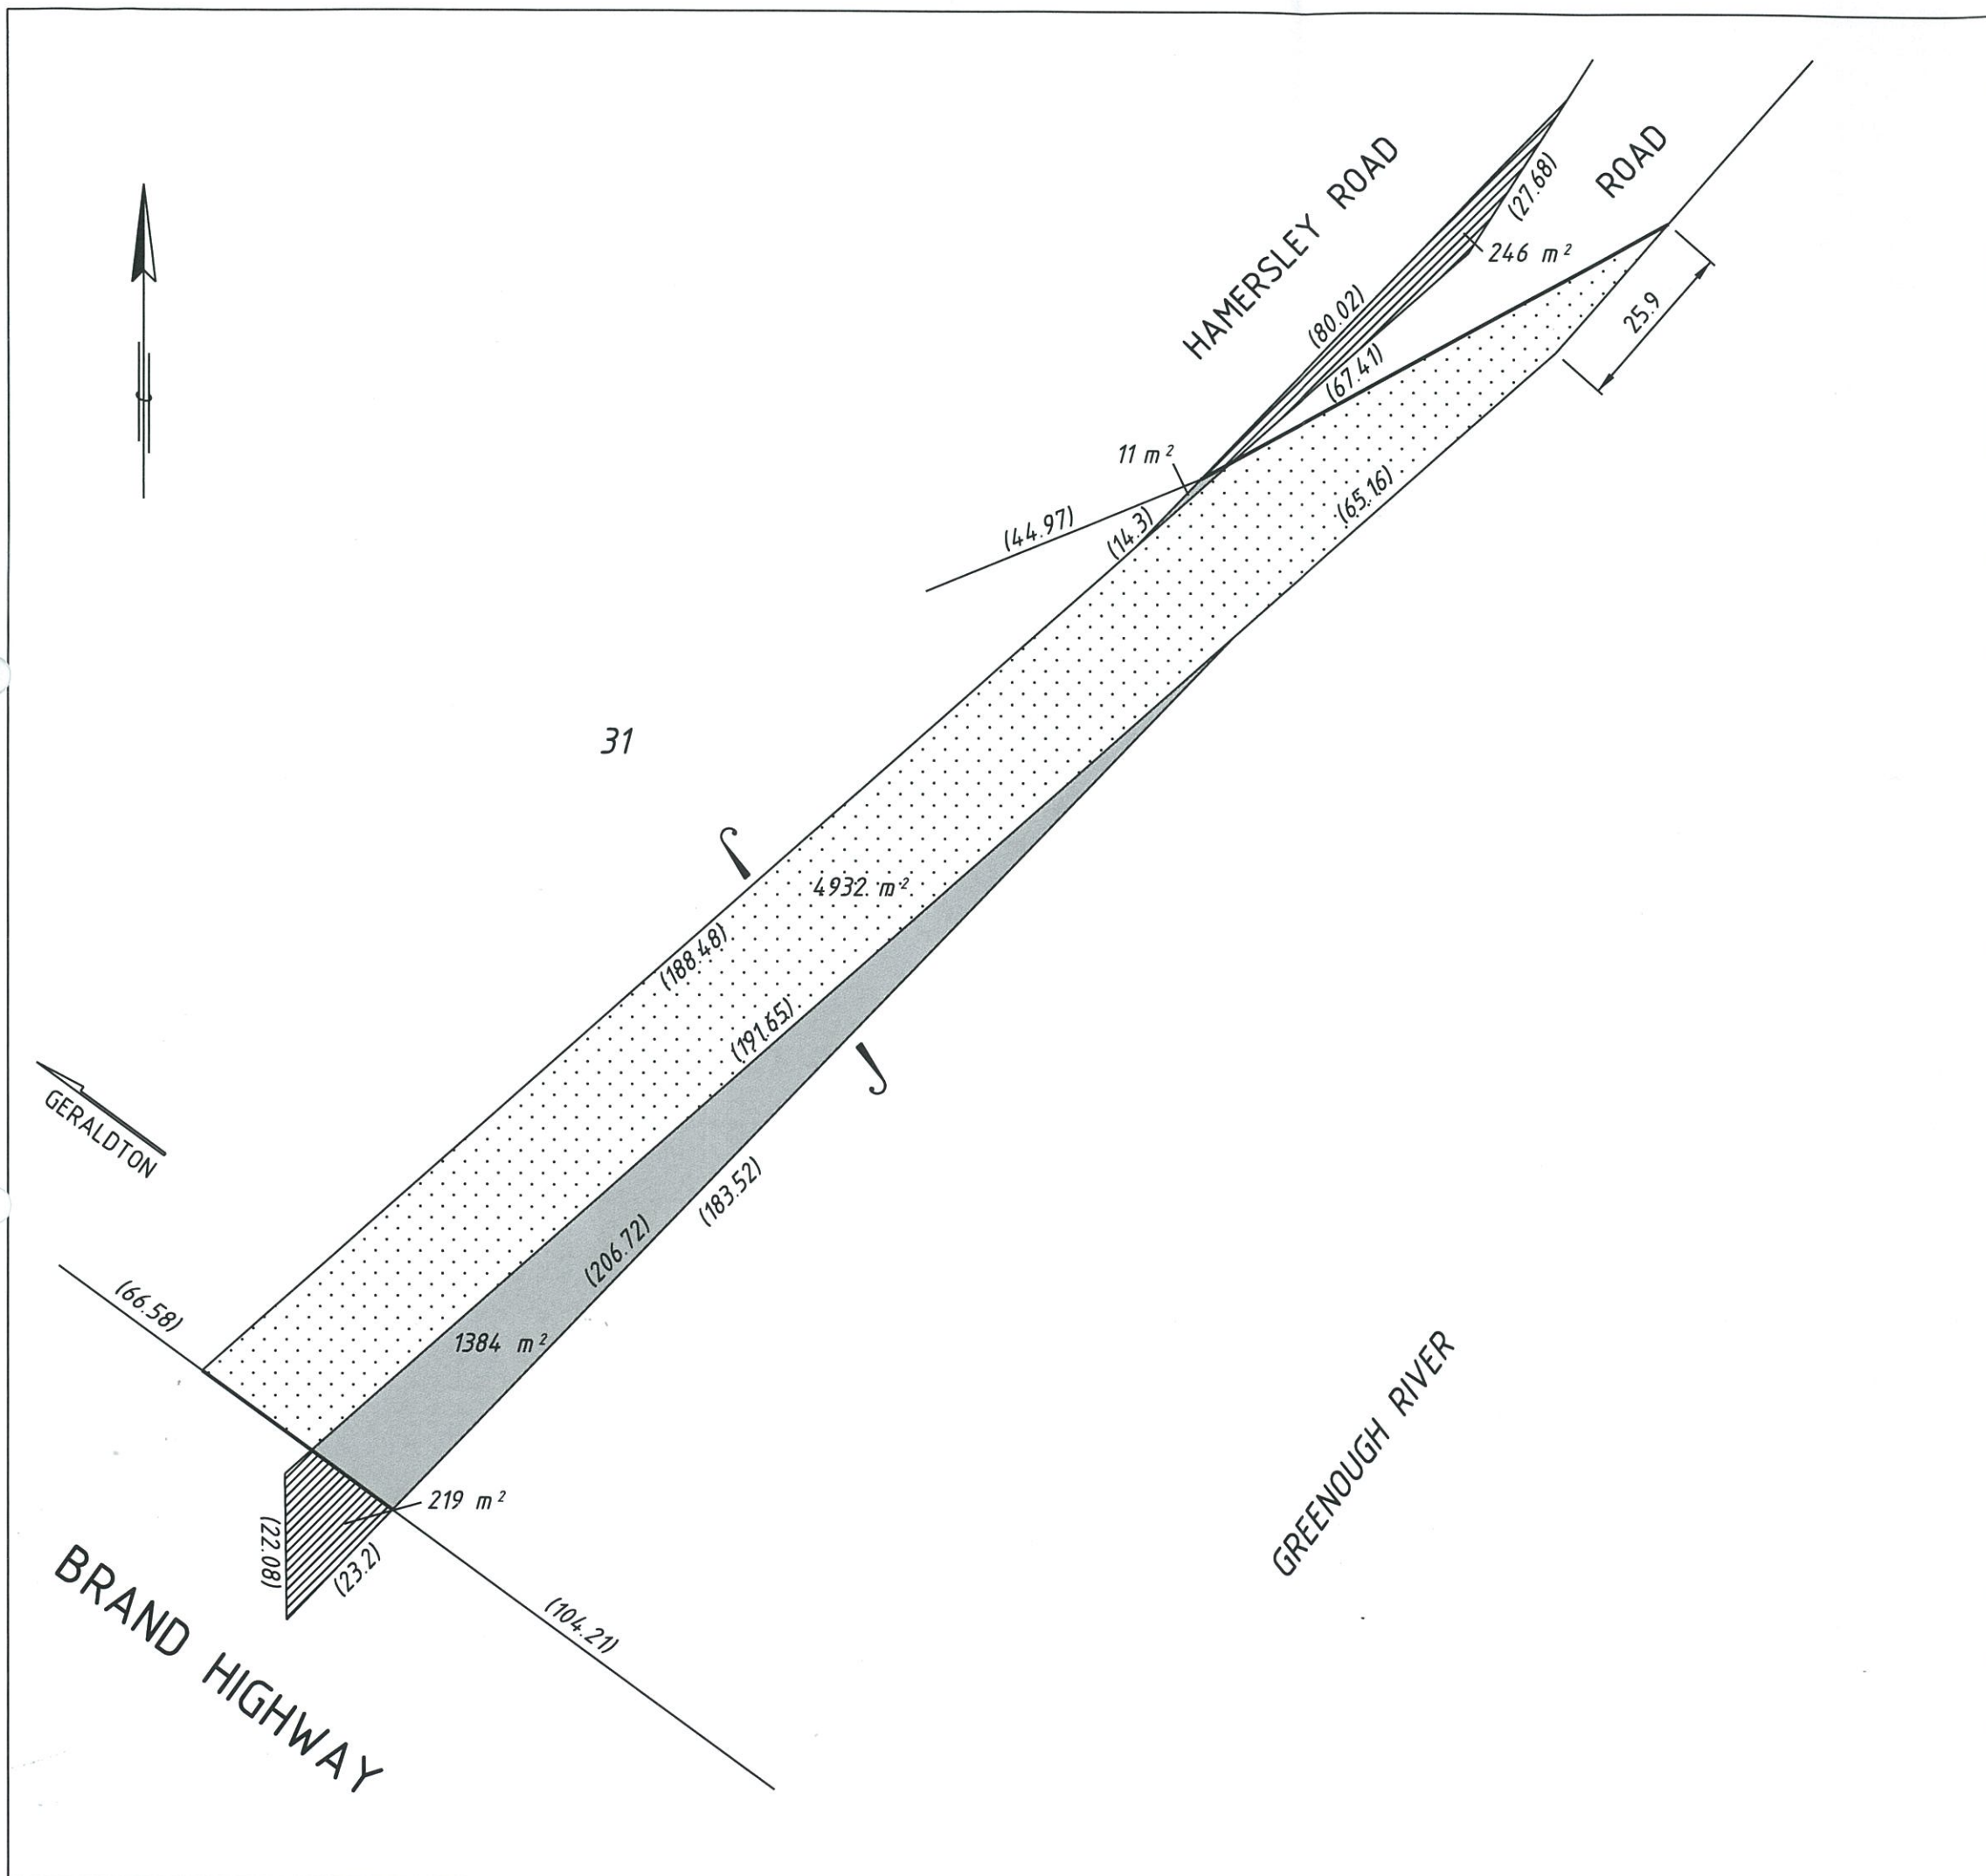 HAMERSLEY ROAD
ROAD
(27.68)
246 m²
(80.02)
25.9
(67.41)
11 m²
(65.16)
(44.97)
(14.3)
31
4932 m²
(188.48)
(191.65)
GERALDTON
(183.52)
(206.72)
(66.58)
1384 m²
GREENOUGH RIVER
219 m²
(22.08)
(23.2)
BRAND HIGHWAY
(104.21)